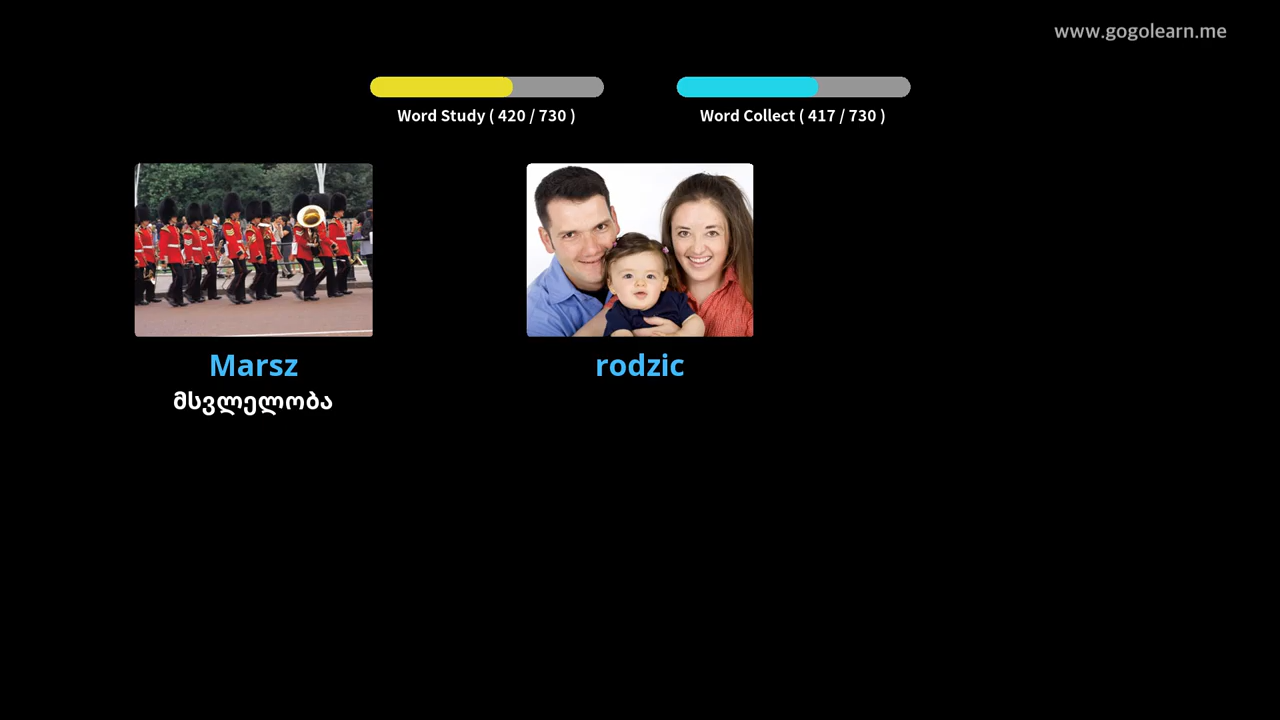 www.gogolearn.me
Word Study ( 420 / 730 )
Word Collect ( 417 / 730 )
Marsz
მსვლელობა
rodzic